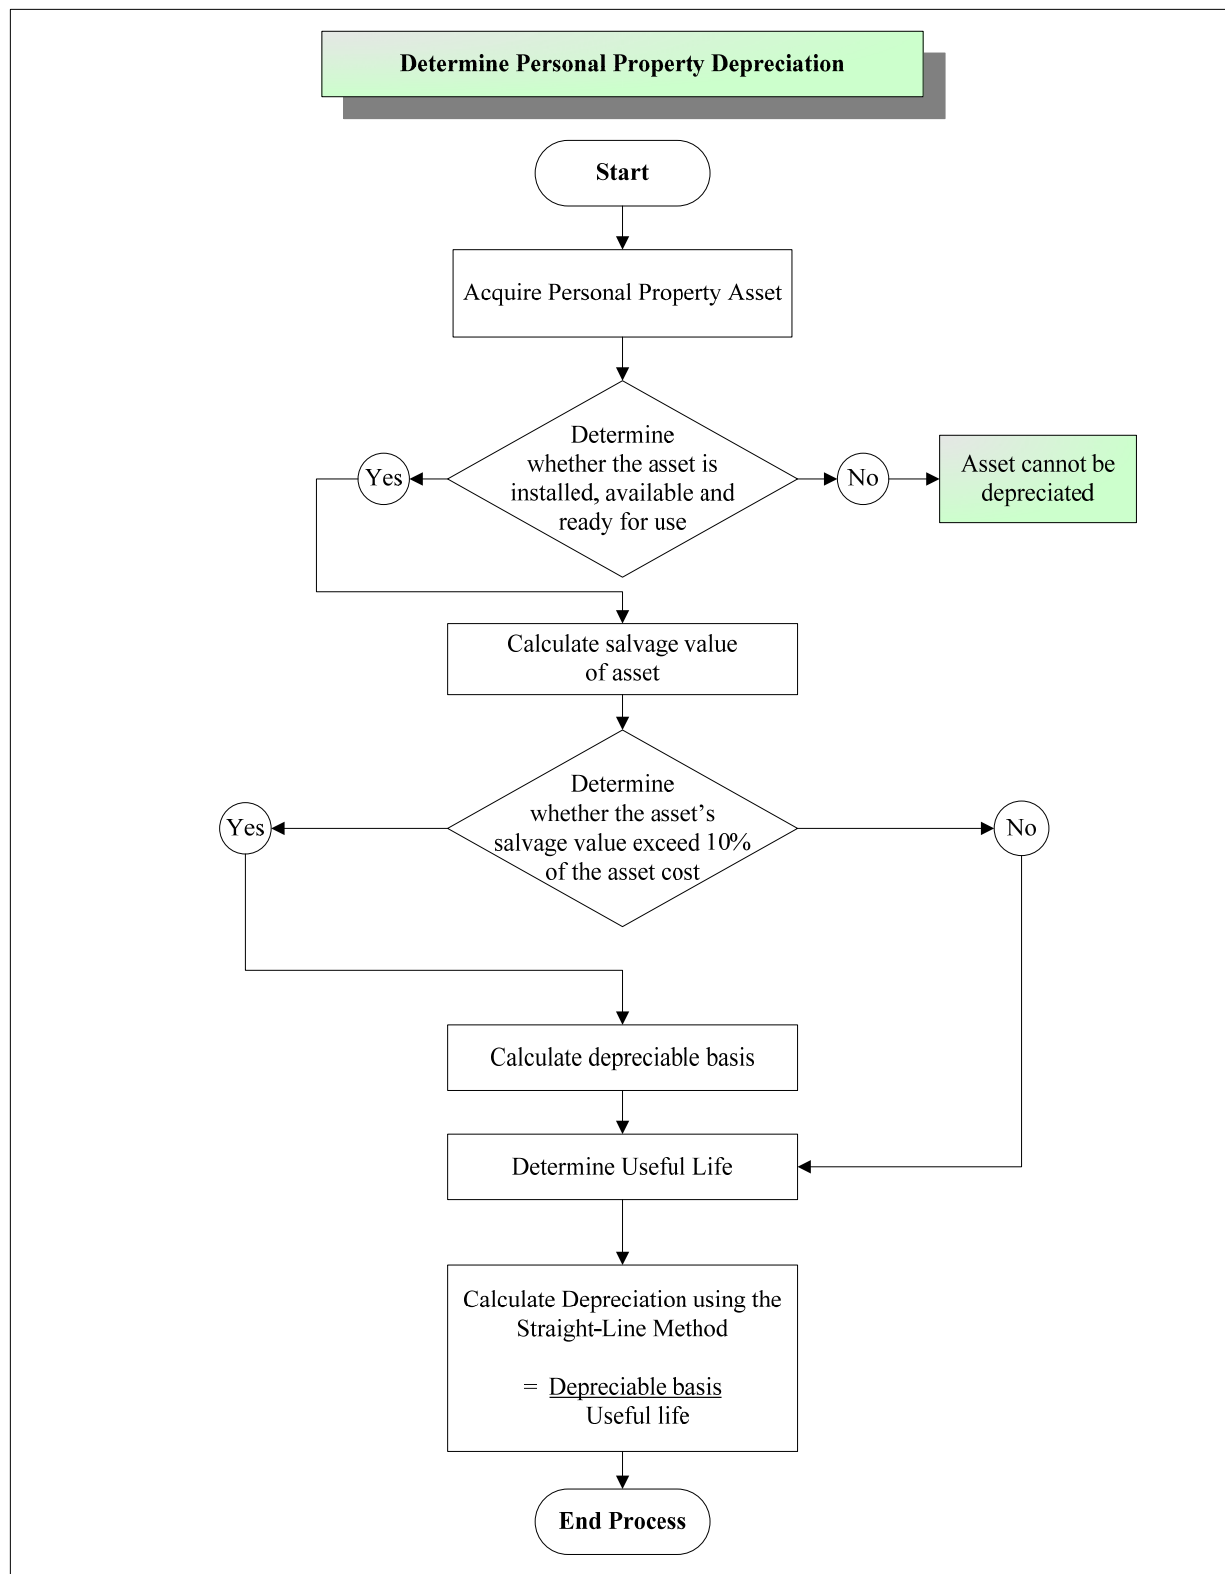 Determine Personal Property Depreciation
Start
Acquire Personal Property Asset
Determine
whether the asset is
installed, available and
ready for use
Yes
No
Asset cannot be
depreciated
Calculate salvage value
of asset
Determine
whether the asset’s
salvage value exceed 10%
of the asset cost
Yes
No
Calculate depreciable basis
Determine Useful Life
Calculate Depreciation using the
Straight-Line Method
= Depreciable basis
Useful life
End Process